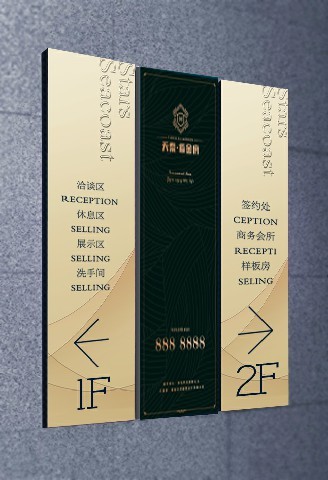 Stars
Seacoast
洽谈区
RECEPTION
休息区
SELLING
展示区
SELLING
洗手间
SELLING
1F
888 8888
Stars
Seacoast
签约处
CEPTION
商务会所
RECEPTI
样板房
SELING
2F